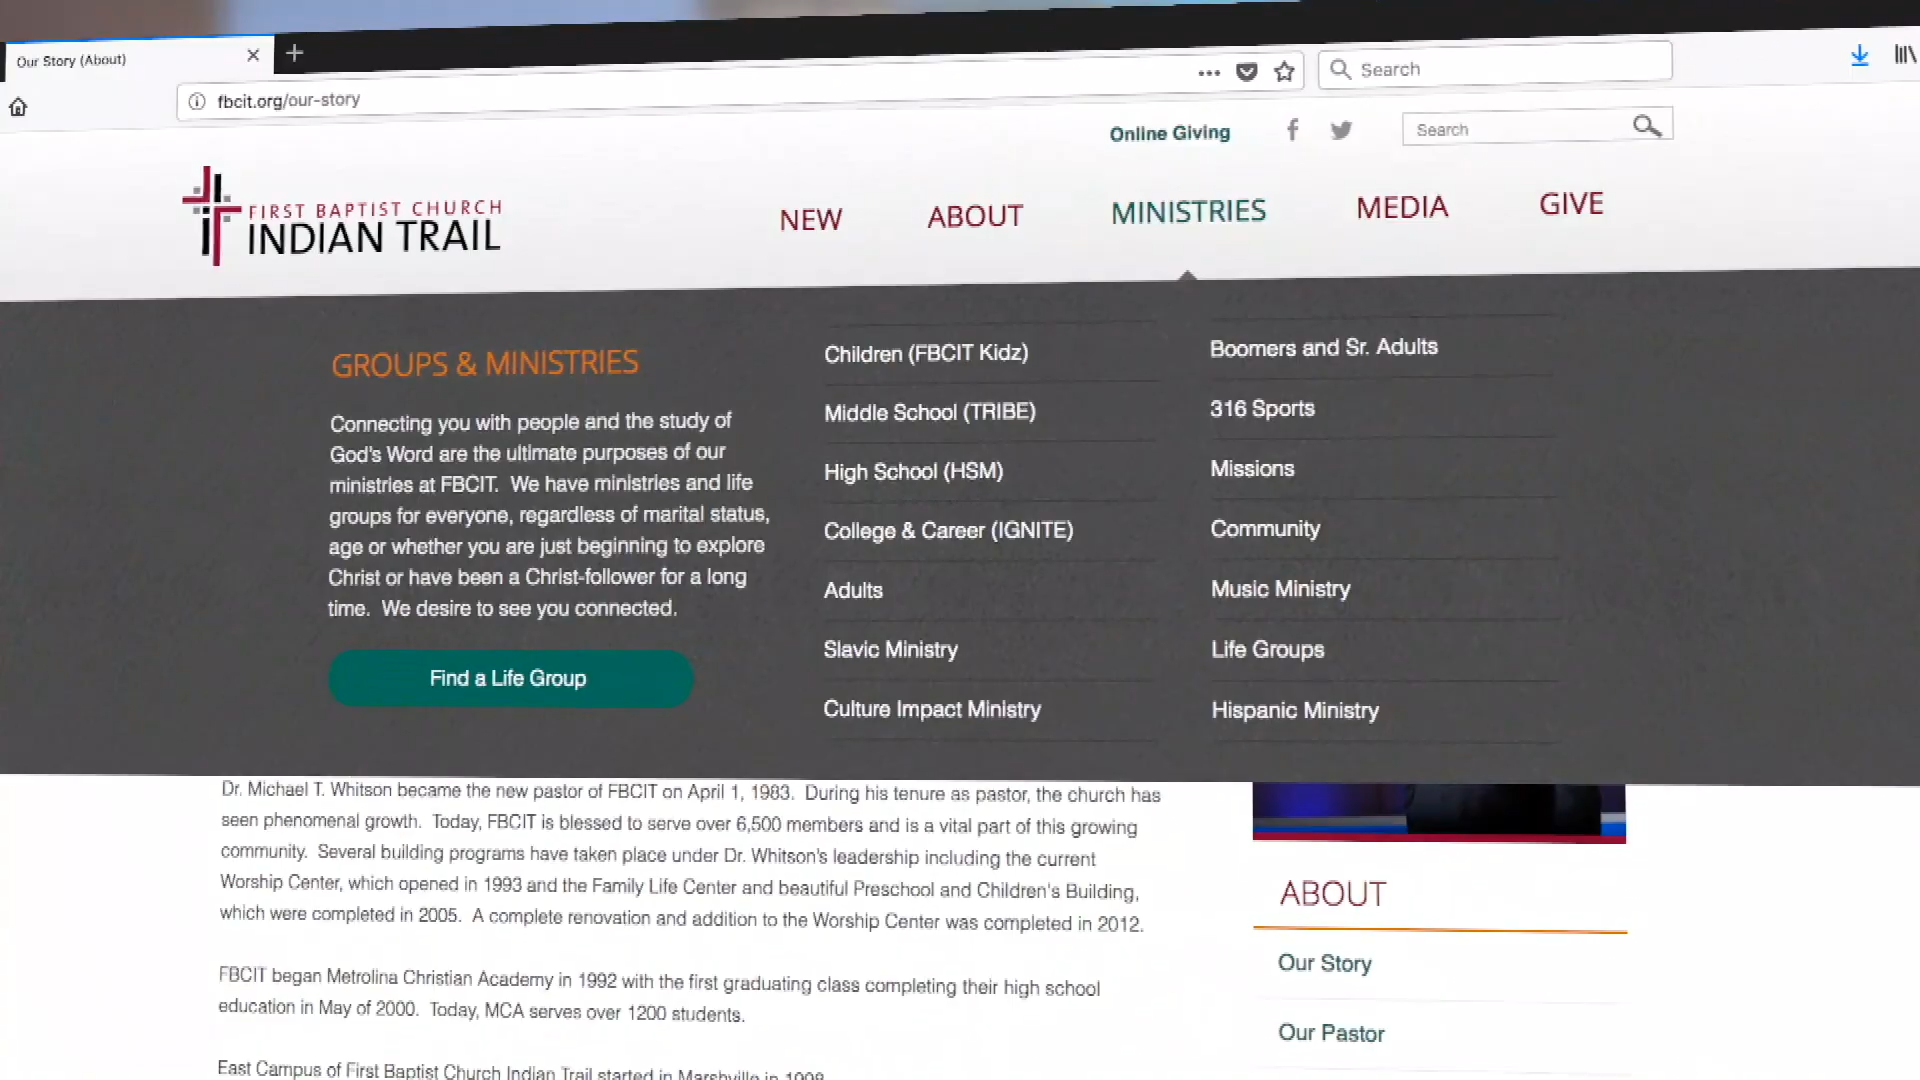 Our Story (About)
fbcit.org/our-story
Search
Online Giving
Search
FIRST BAPTIST CHURCH
INDIAN TRAIL
NEW
ABOUT
MINISTRIES
MEDIA
GIVE
GROUPS & MINISTRIES
Connecting you with people and the study of
God's Word are the ultimate purposes of our
ministries at FBCIT. We have ministries and life
groups for everyone, regardless of marital status,
age or whether you are just beginning to explore
Christ or have been a Christ-follower for a long
time. We desire to see you connected.
Find a Life Group
Children (FBCIT Kidz)
Middle School (TRIBE)
High School (HSM)
College & Career (IGNITE)
Adults
Slavic Ministry
Culture Impact Ministry
Boomers and Sr. Adults
316 Sports
Missions
Community
Music Ministry
Life Groups
Hispanic Ministry
Dr. Michael T. Whitson became the new pastor of FBCIT on April 1, 1983. During his tenure as pastor, the church has
seen phenomenal growth. Today, FBCIT is blessed to serve over 6,500 members and is a vital part of this growing
community. Several building programs have taken place under Dr. Whitson's leadership including the current
Worship Center, which opened in 1993 and the Family Life Center and beautiful Preschool and Children's Building,
which were completed in 2005. A complete renovation and addition to the Worship Center was completed in 2012.
FBCIT began Metrolina Christian Academy in 1992 with the first graduating class completing their high school
education in May of 2000. Today, MCA serves over 1200 students.
East Campus of First Baptist Church Indian Trail started in Marshville in 1998
ABOUT
Our Story
Our Pastor